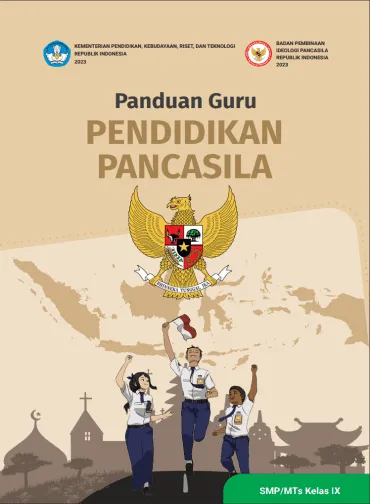 KEMENTERIAN PENDIDIKAN, KEBUDAYAAN, RISET, DAN TEKNOLOGI
REPUBLIK INDONESIA
2023
BADAN PEMBINAAN
IDEOLOGI PANCASILA
REPUBLIK INDONESIA
2023
Panduan Guru
PENDIDIKAN
PANCASILA
BHINNEKA TUNGGAL IKA
SMP/MTs Kelas IX